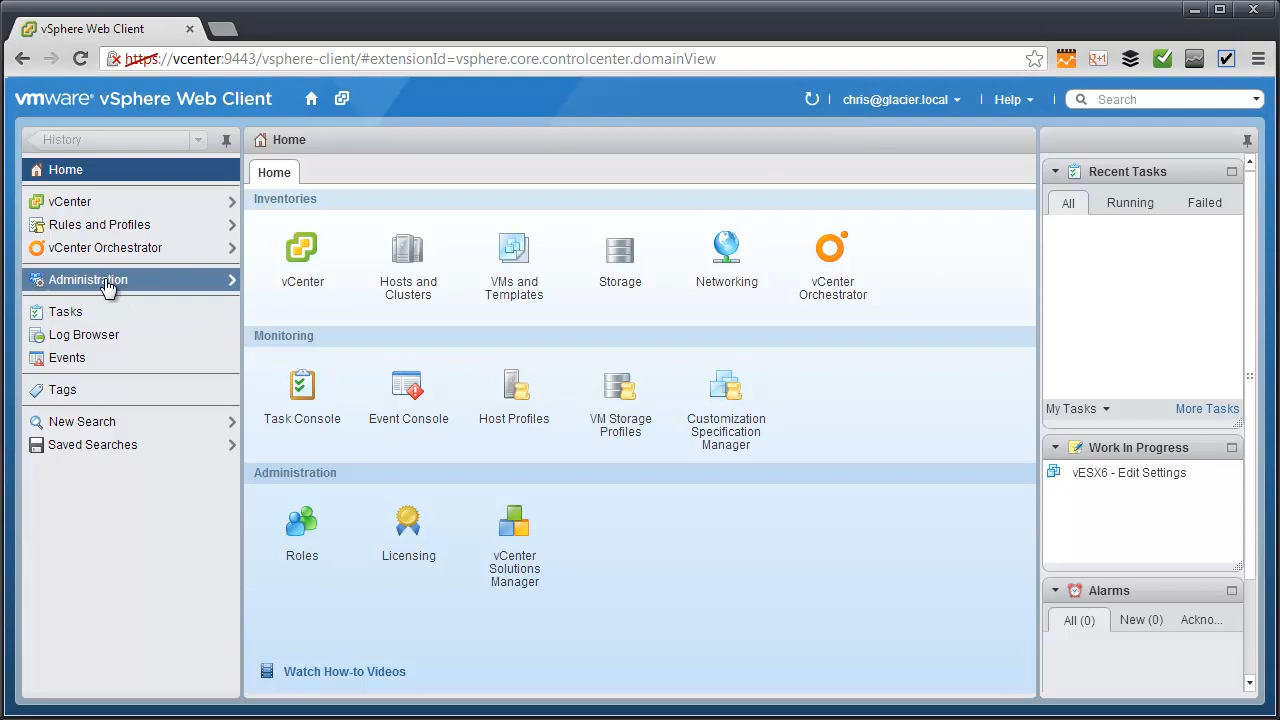 vSphere Web Client
https://vcenter:9443/vsphere-client/#extensionId=vsphere.core.controlcenter.domainView
vmware® vSphere Web Client
chris@glacier.local
Help
Search
History
Home
vCenter
Rules and Profiles
vCenter Orchestrator
Administration
Tasks
Log Browser
Events
Tags
New Search
Saved Searches
Home
Home
Inventories
vCenter
Hosts and
Clusters
VMs and
Templates
Storage
Networking
vCenter
Orchestrator
Monitoring
Task Console
Event Console
Host Profiles
VM Storage
Profiles
Customization
Specification
Manager
Administration
Roles
Licensing
vCenter
Solutions
Manager
Watch How-to Videos
Recent Tasks
All Running Failed
My Tasks More Tasks
Work In Progress
vESX6 - Edit Settings
Alarms
All (0) New (0) Ackno...